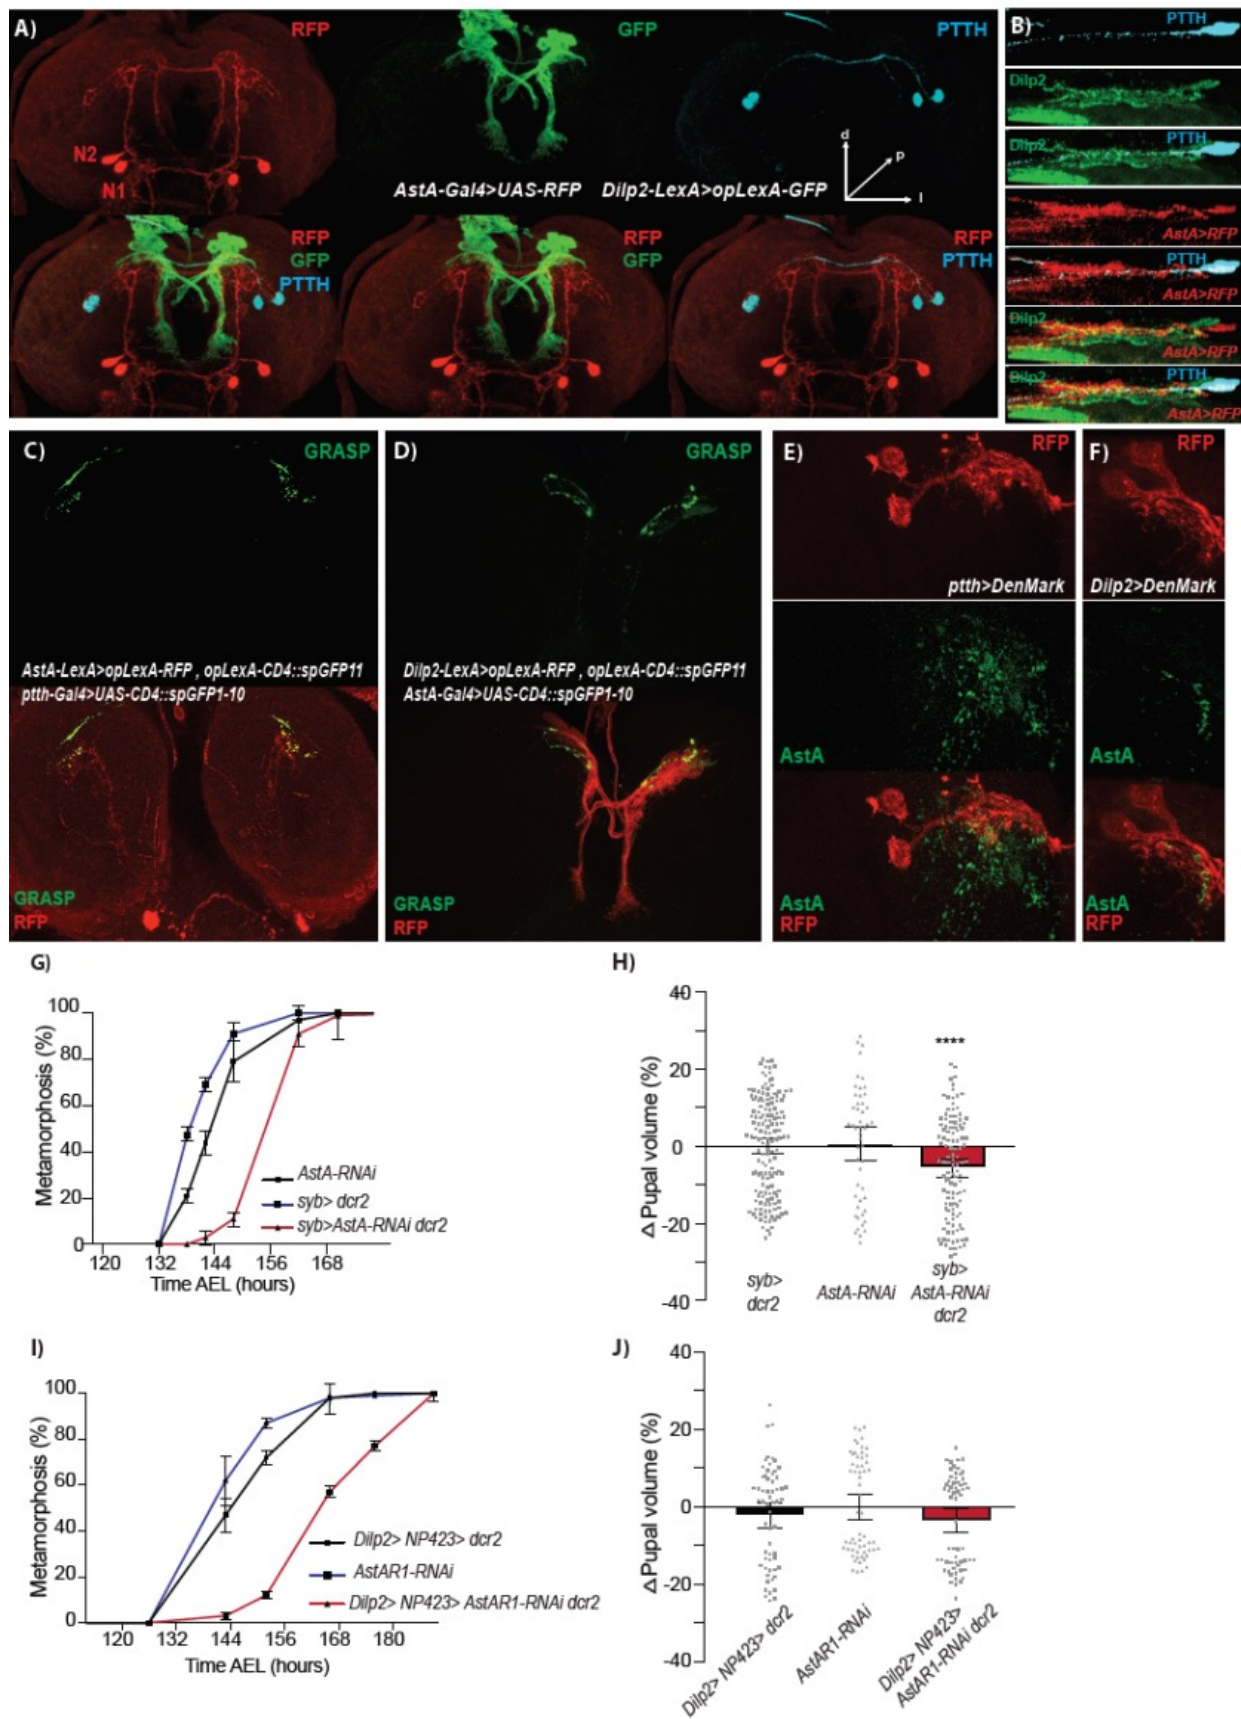 A)
RFP
GFP
PTTH
B)
PTTH
N2
N1
d
p
l
AstA-Gal4>UAS-RFP
Dilp2-LexA>opLexA-GFP
RFP
GFP
PTTH
RFP
GFP
RFP
PTTH
Dilp2
Dilp2
PTTH
AstA>RFP
PTTH
AstA>RFP
Dilp2
AstA>RFP
Dilp2
PTTH
AstA>RFP
C)
GRASP
AstA-LexA>opLexA-RFP , opLexA-CD4::spGFP11
ptth-Gal4>UAS-CD4::spGFP1-10
GRASP
RFP
D)
GRASP
Dilp2-LexA>opLexA-RFP , opLexA-CD4::spGFP11
AstA-Gal4>UAS-CD4::spGFP1-10
GRASP
RFP
E)
RFP
ptth>DenMark
AstA
AstA
RFP
F)
RFP
Dilp2>DenMark
AstA
AstA
RFP
G)
Metamorphosis (%)
100
80
60
40
20
0
120 132 144 156 168
Time AEL (hours)
AstA-RNAi
syb> dcr2
syb>AstA-RNAi dcr2
H)
Δ Pupal volume (%)
40
20
0
-20
-40
****
syb>
dcr2
AstA-RNAi
syb>
AstA-RNAi
dcr2
I)
Metamorphosis (%)
100
80
60
40
20
0
120 132 144 156 168 180
Time AEL (hours)
Dilp2> NP423> dcr2
AstAR1-RNAi
Dilp2> NP423> AstAR1-RNAi dcr2
J)
Δ Pupal volume (%)
40
20
0
-20
-40
Dilp2> NP423> dcr2
AstAR1-RNAi
Dilp2> NP423>
AstAR1-RNAi dcr2